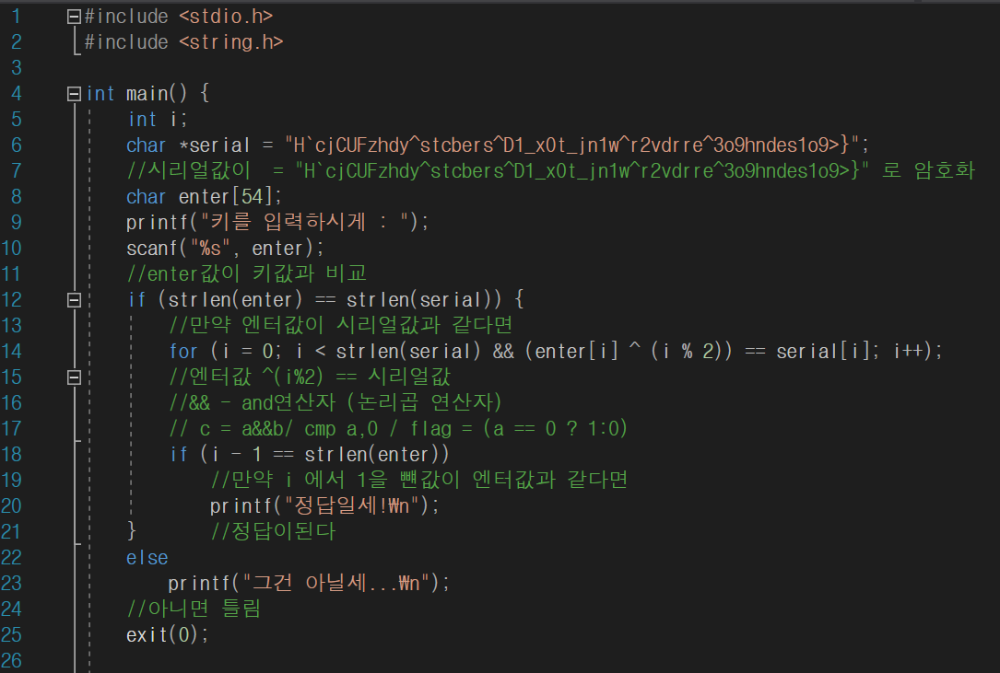 1 #include <stdio.h>
2 #include <string.h>
3
4 int main() {
5 int i;
6 char *serial = "H`cjCUFzhdy^stcbers^D1_x0t_jn1w^r2vdrre^3o9hndes1o9>}";
7 //시리얼값이 = "H`cjCUFzhdy^stcbers^D1_x0t_jn1w^r2vdrre^3o9hndes1o9>}" 로 암호화
8 char enter[54];
9 printf("키를 입력하시게 : ");
10 scanf("%s", enter);
11 //enter값이 키값과 비교
12 if (strlen(enter) == strlen(serial)) {
13 //만약 엔터값이 시리얼값과 같다면
14 for (i = 0; i < strlen(serial) && (enter[i] ^ (i % 2)) == serial[i]; i++);
15 //엔터값 ^(i%2) == 시리얼값
16 //&& - and연산자 (논리곱 연산자)
17 // c = a&&b/ cmp a,0 / flag = (a == 0 ? 1:0)
18 if (i - 1 == strlen(enter))
19 //만약 i 에서 1을 뺸값이 엔터값과 같다면
20 printf("정답일세!₩n");
21 } //정답이된다
22 else
23 printf("그건 아닐세...₩n");
24 //아니면 틀림
25 exit(0);
26